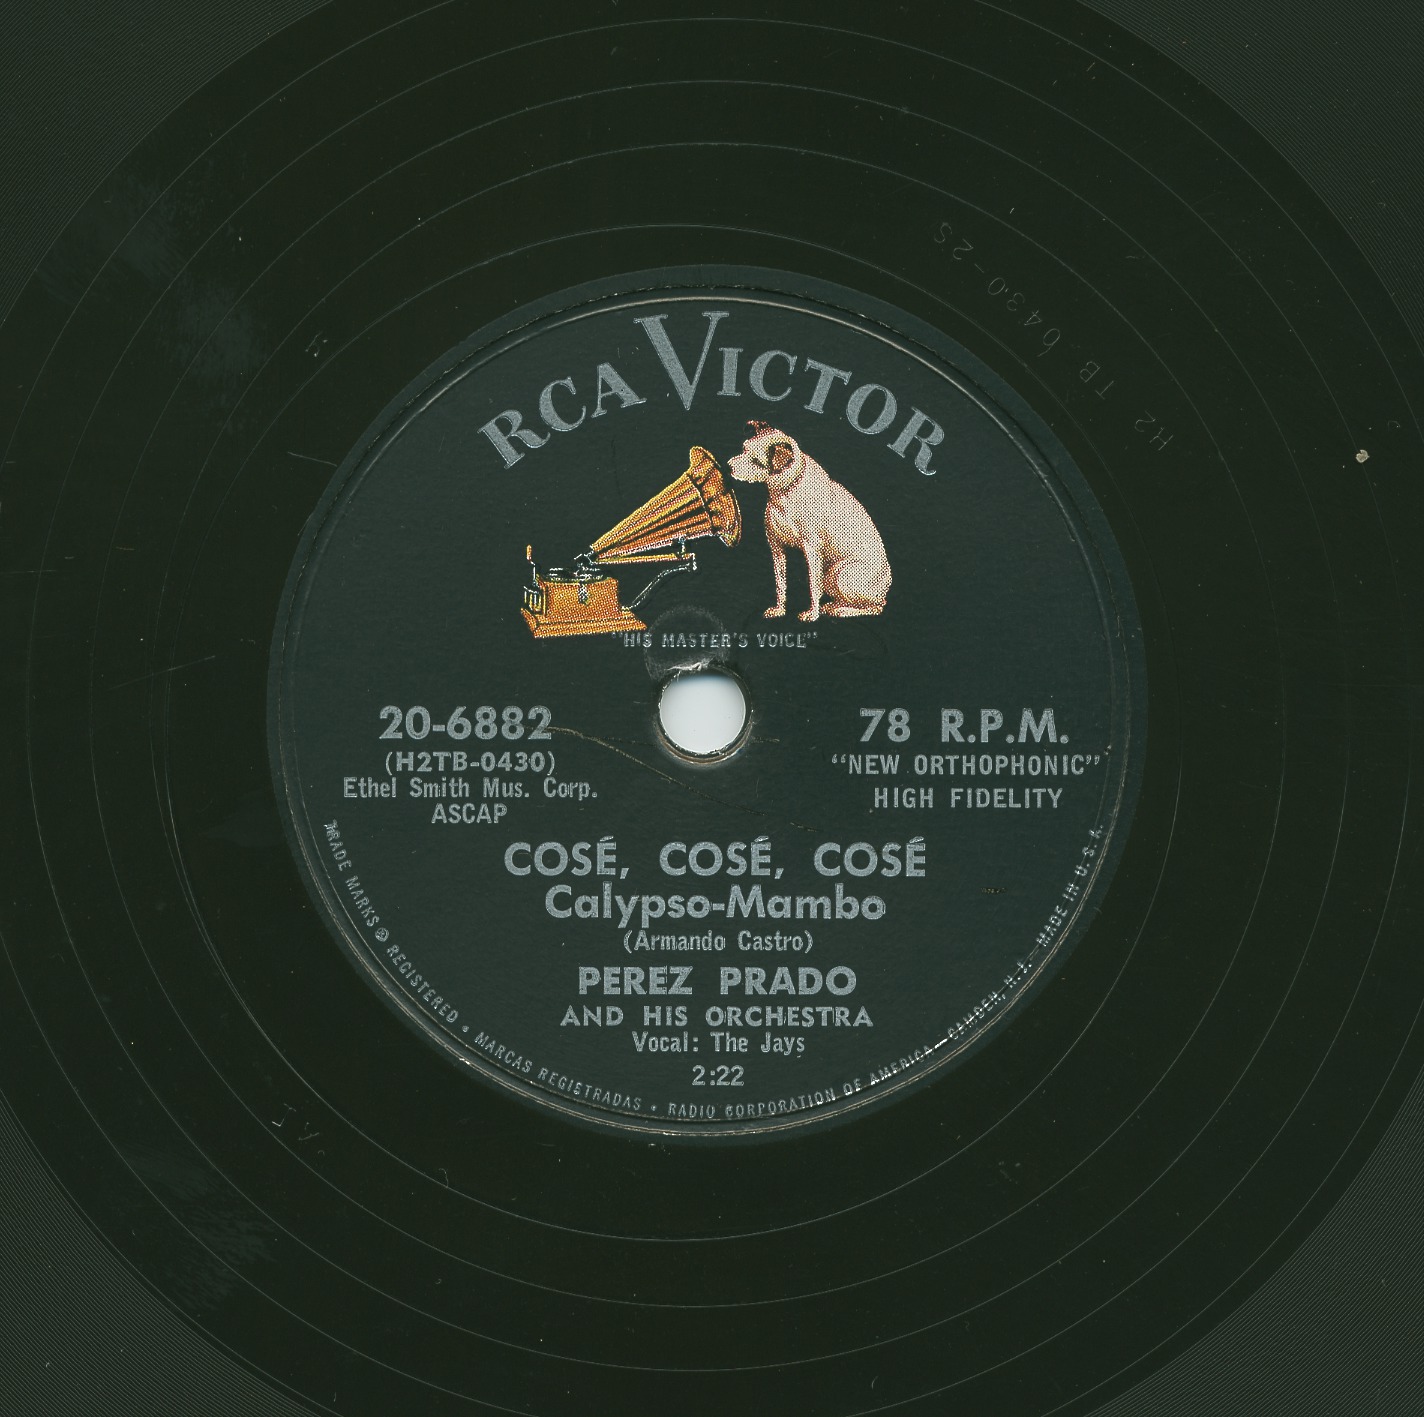 RCA VICTOR
"HIS MASTER'S VOICE"
20-6882
(H2TB-0430)
Ethel Smith Mus. Corp.
ASCAP
78 R.P.M.
"NEW ORTHOPHONIC"
HIGH FIDELITY
COSÉ, COSÉ, COSÉ
Calypso-Mambo
(Armando Castro)
PEREZ PRADO
AND HIS ORCHESTRA
Vocal: The Jays
2:22
TRADE MARKS ® REGISTERED • MARCAS REGISTRADAS • RADIO CORPORATION OF AMERICA—CAMDEN, N.J. MADE IN U.S.A.
H2 TB 0430-2S